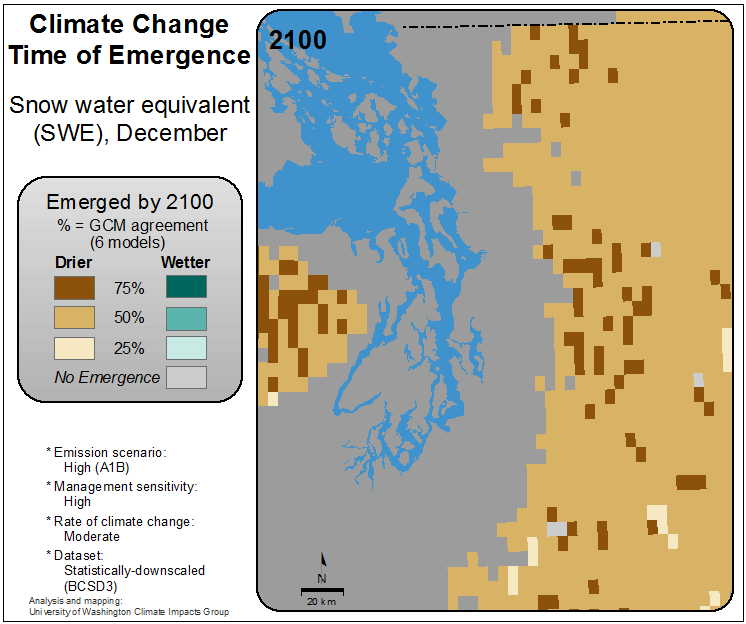 Climate Change
Time of Emergence
Snow water equivalent
(SWE), December
Emerged by 2100
% = GCM agreement
(6 models)
Drier Wetter
75%
50%
25%
No Emergence
* Emission scenario:
High (A1B)
* Management sensitivity:
High
* Rate of climate change:
Moderate
* Dataset:
Statistically-downscaled
(BCSD3)
Analysis and mapping:
University of Washington Climate Impacts Group
2100
N
20 km